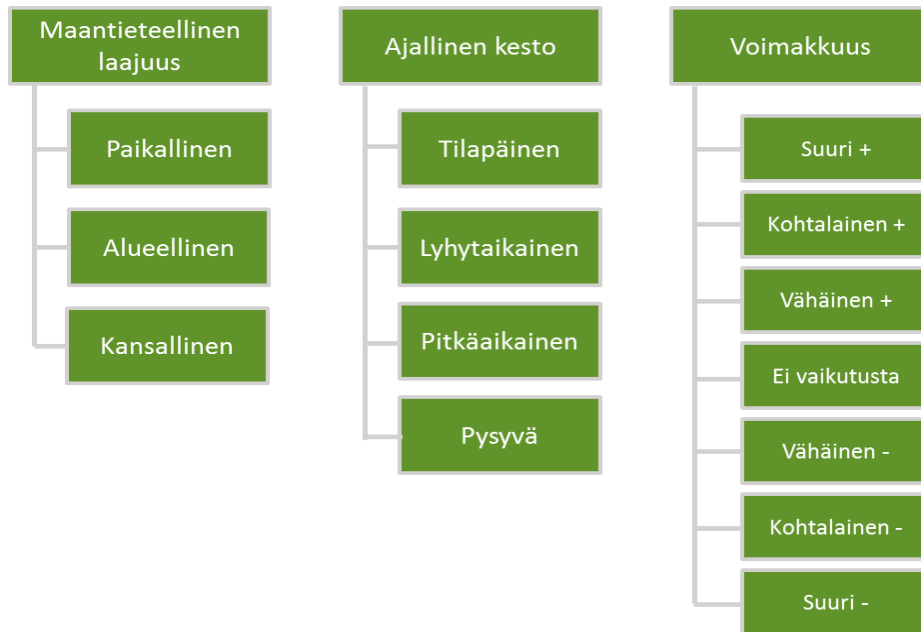 Maantieteellinen
laajuus
Paikallinen
Alueellinen
Kansallinen
Ajallinen kesto
Tilapäinen
Lyhytaikainen
Pitkäaikainen
Pysyvä
Voimakkuus
Suuri +
Kohtalainen +
Vähäinen +
Ei vaikutusta
Vähäinen -
Kohtalainen -
Suuri -